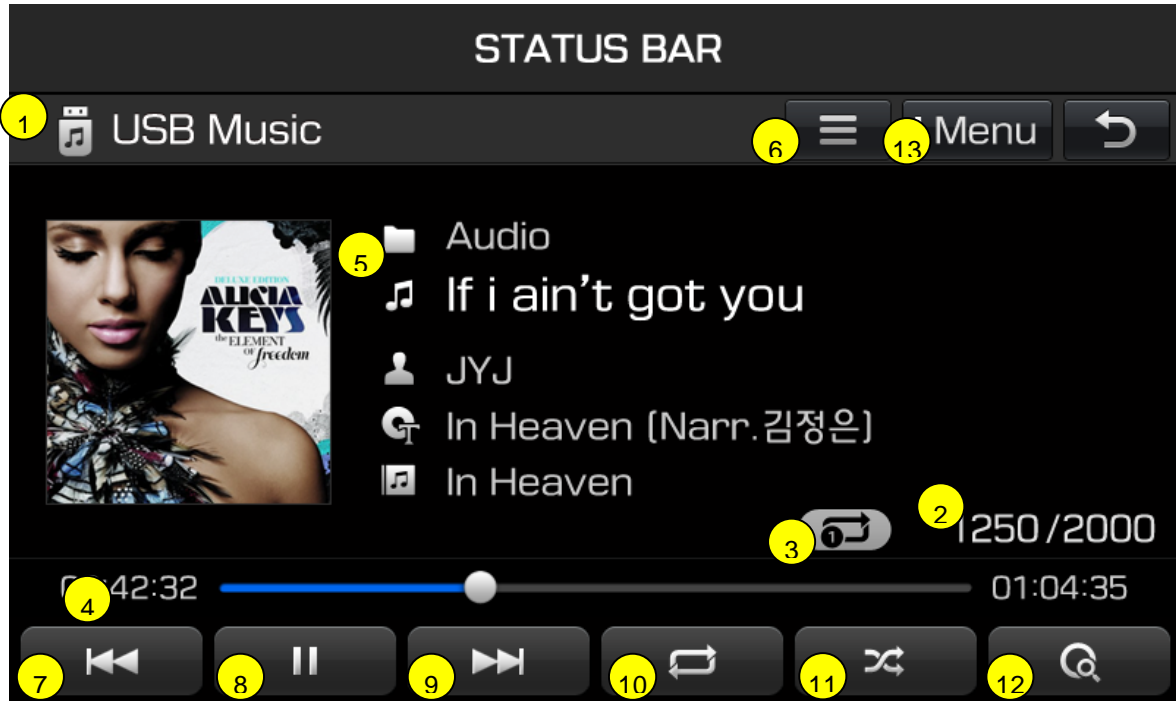 STATUS BAR
1
USB Music
6
13
Menu
DELUXE EDITION
ALICIA
KEYS
the ELEMENT
OF freedom
5
Audio
If i ain't got you
JYJ
In Heaven (Narr.김정은)
In Heaven
3
1
2
1250/2000
4
:42:32
01:04:35
7
8
9
10
11
12